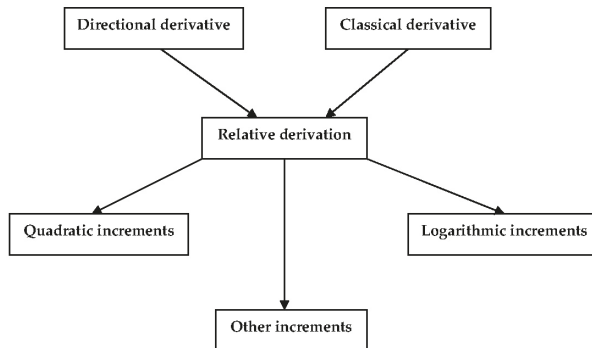 Directional derivative
Classical derivative
Relative derivation
Quadratic increments
Logarithmic increments
Other increments